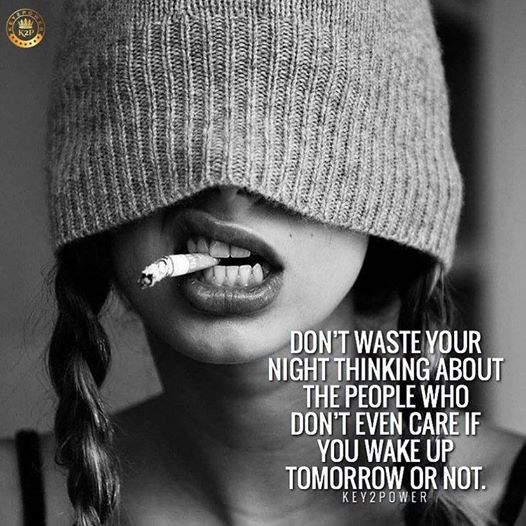 K2P
DON'T WASTE YOUR
NIGHT THINKING ABOUT
THE PEOPLE WHO
DON'T EVEN CARE IF
YOU WAKE UP
TOMORROW OR NOT.
KEY2POWER